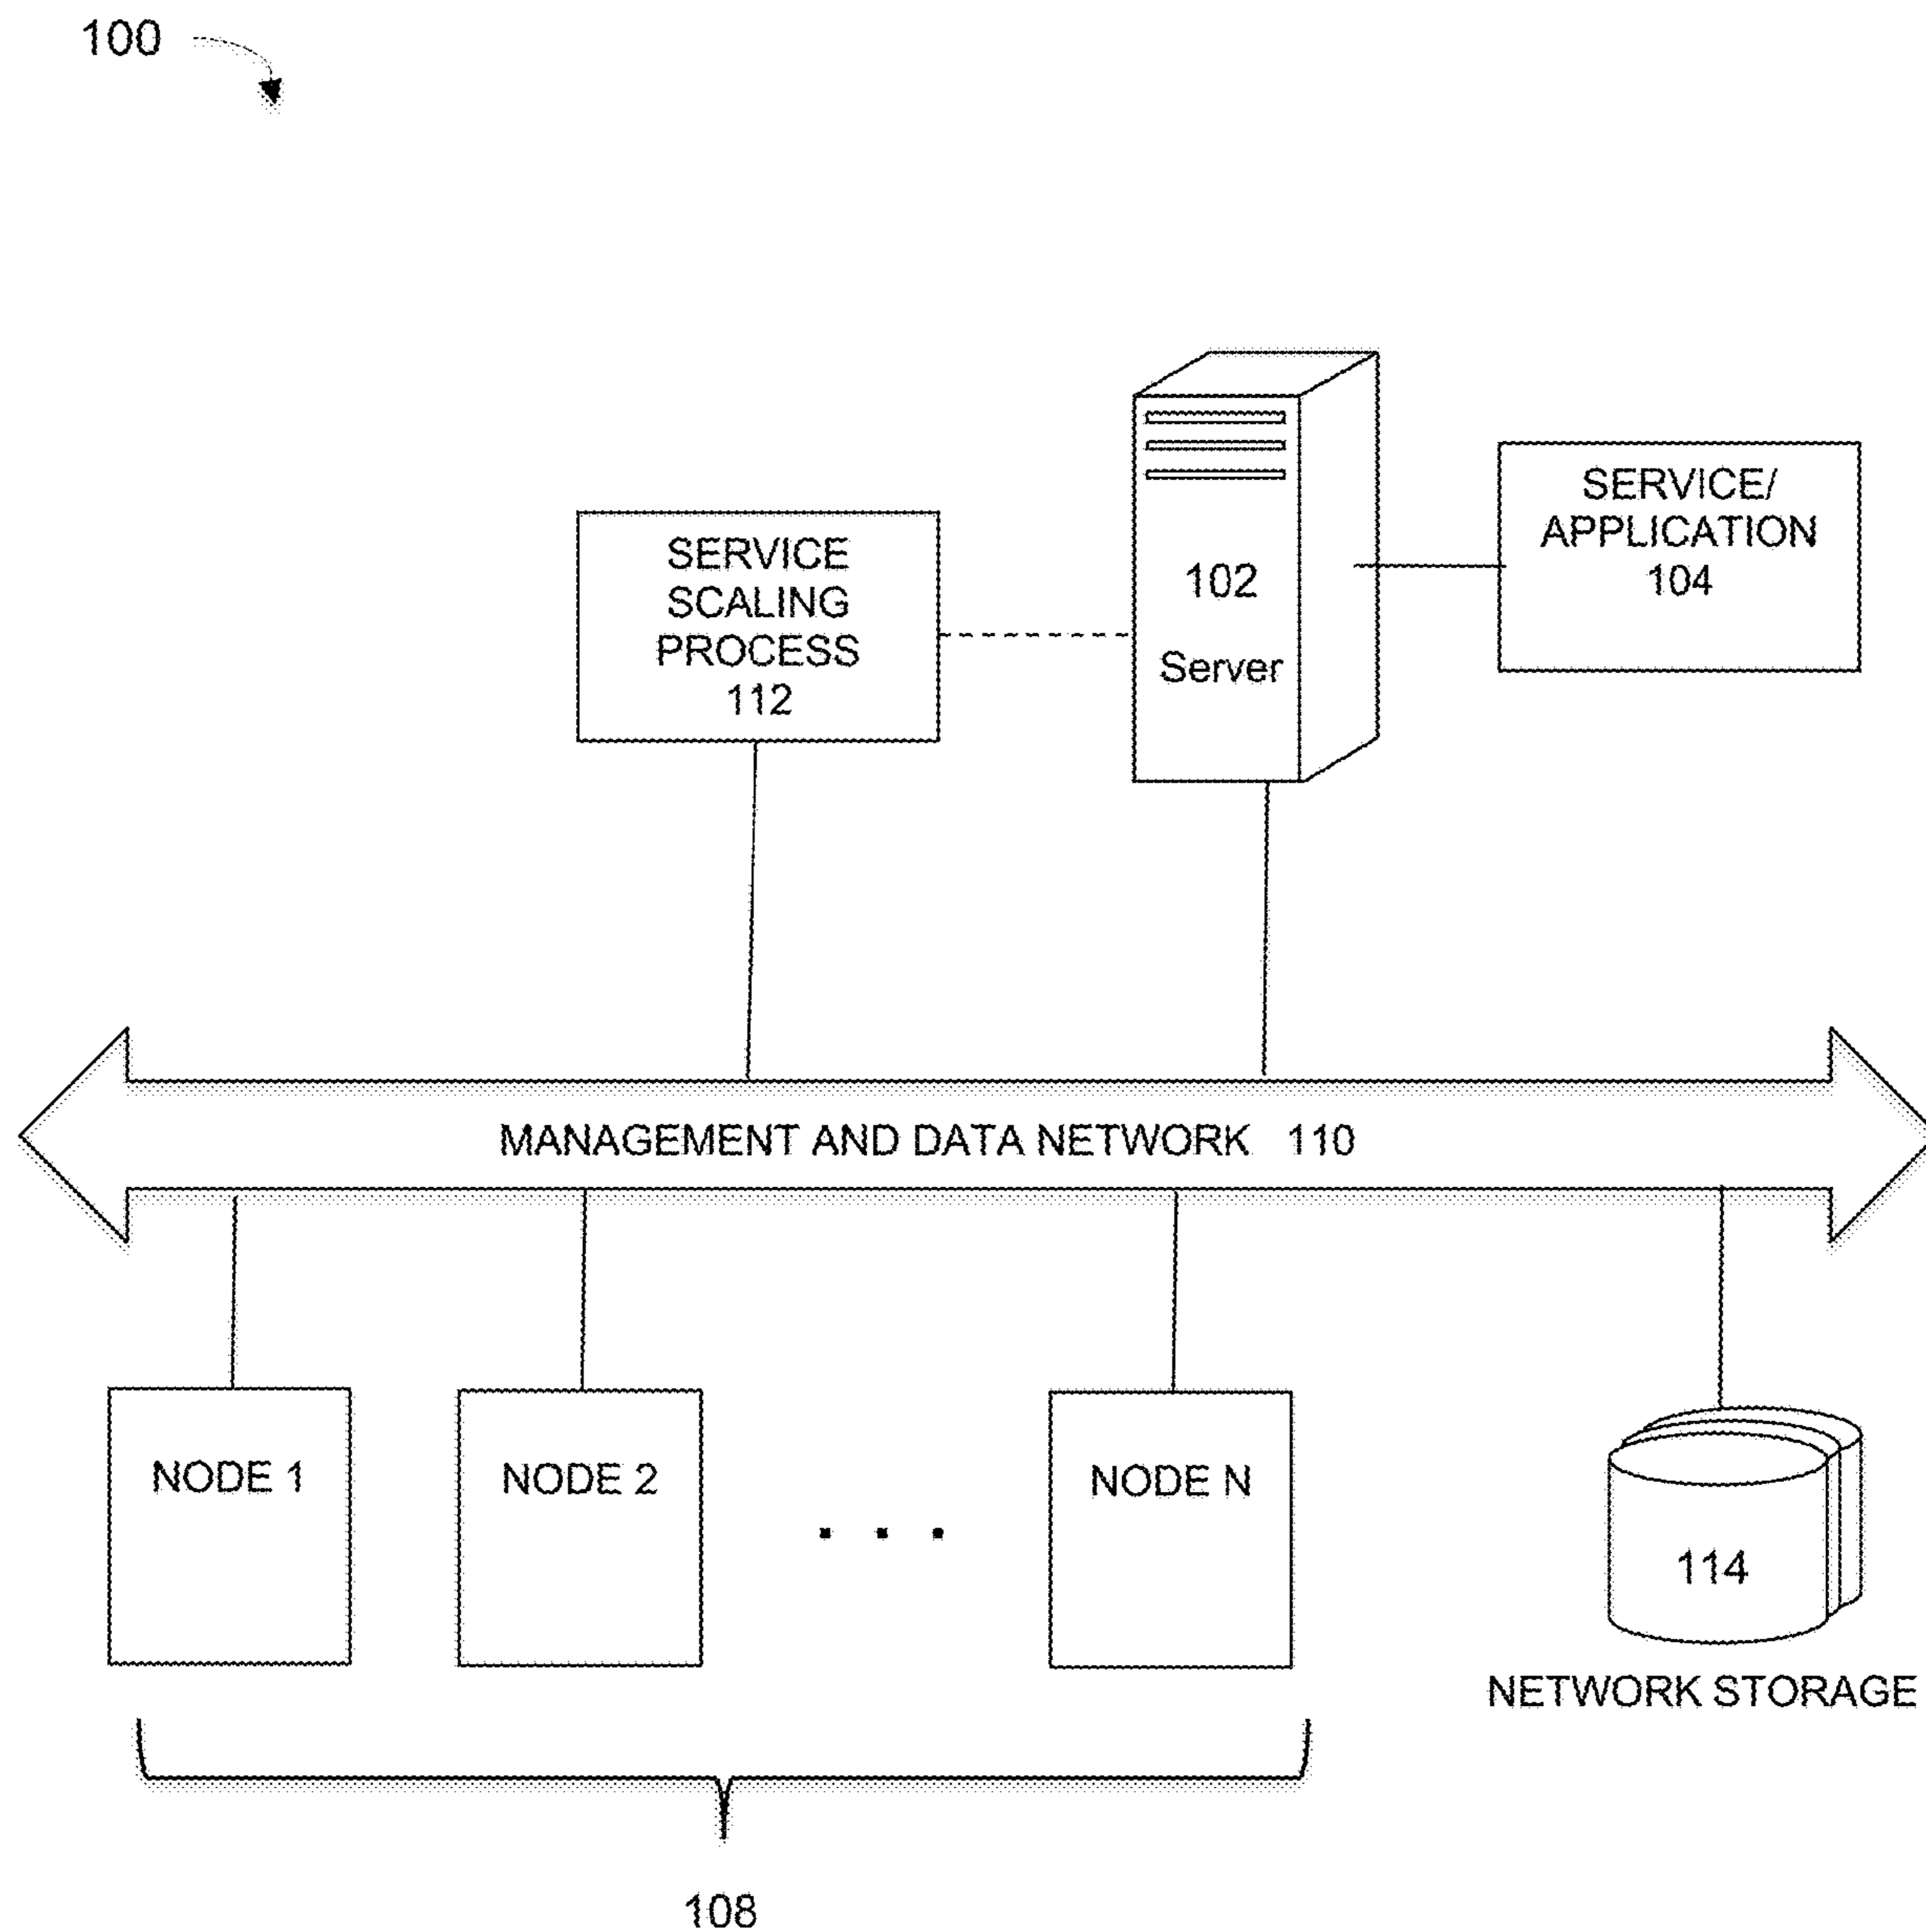 100
SERVICE/
APPLICATION
104
SERVICE
SCALING
PROCESS
112
102
Server
MANAGEMENT AND DATA NETWORK 110
NODE 1
NODE 2
. . .
NODE N
114
NETWORK STORAGE
108